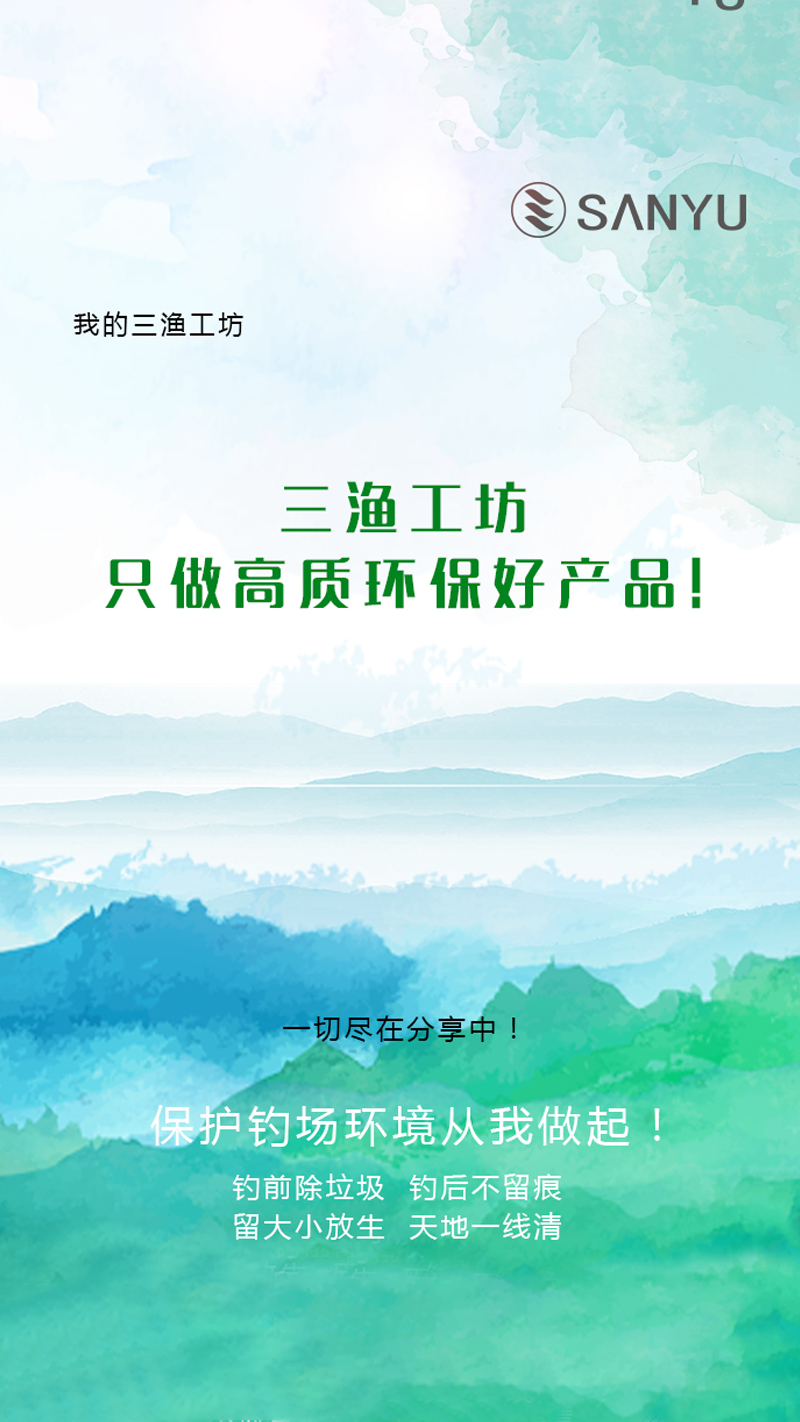 SANYU
我的三渔工坊
三渔工坊
只做高质环保好产品!
一切尽在分享中！
保护钓场环境从我做起！
钓前除垃圾 钓后不留痕
留大小放生 天地一线清